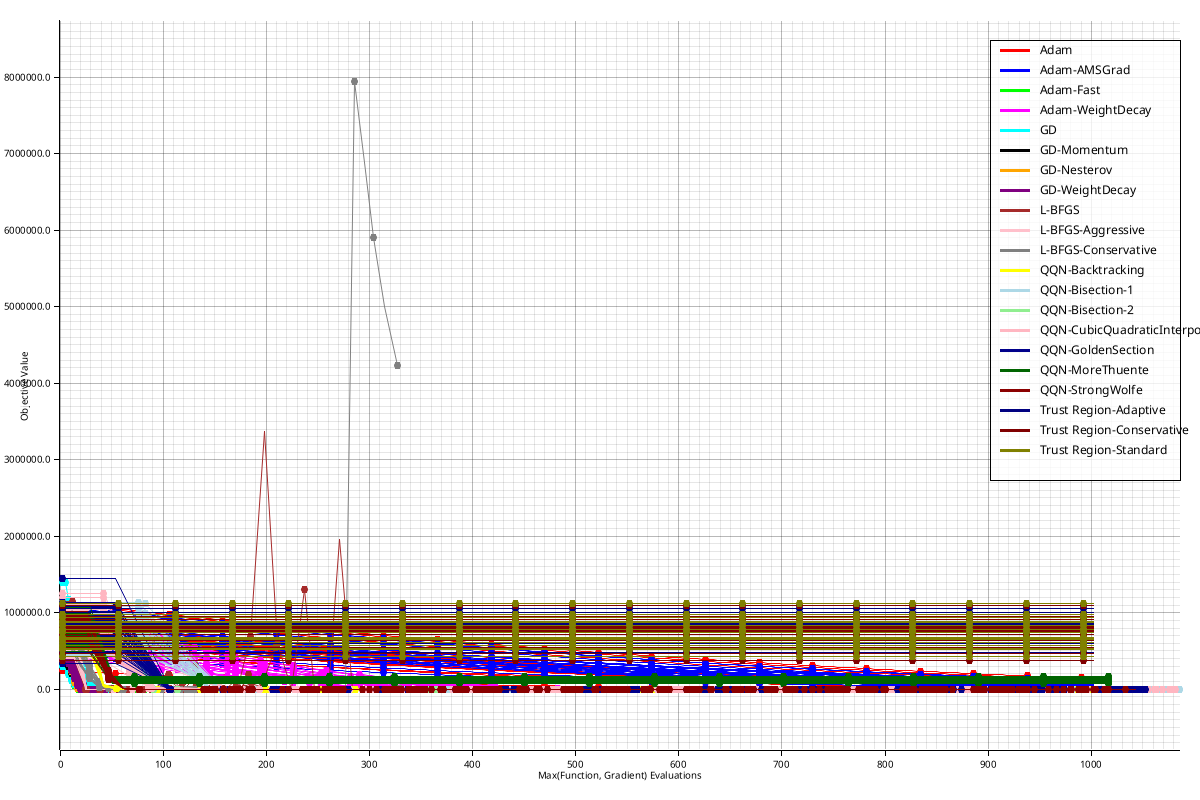 8000000.0
7000000.0
6000000.0
5000000.0
4000000.0
3000000.0
2000000.0
1000000.0
0.0
Objective Value
0 100 200 300 400 500 600 700 800 900 1000
Max(Function, Gradient) Evaluations
Adam
Adam-AMSGrad
Adam-Fast
Adam-WeightDecay
GD
GD-Momentum
GD-Nesterov
GD-WeightDecay
L-BFGS
L-BFGS-Aggressive
L-BFGS-Conservative
QQN-Backtracking
QQN-Bisection-1
QQN-Bisection-2
QQN-CubicQuadraticInterpo
QQN-GoldenSection
QQN-MoreThuente
QQN-StrongWolfe
Trust Region-Adaptive
Trust Region-Conservative
Trust Region-Standard